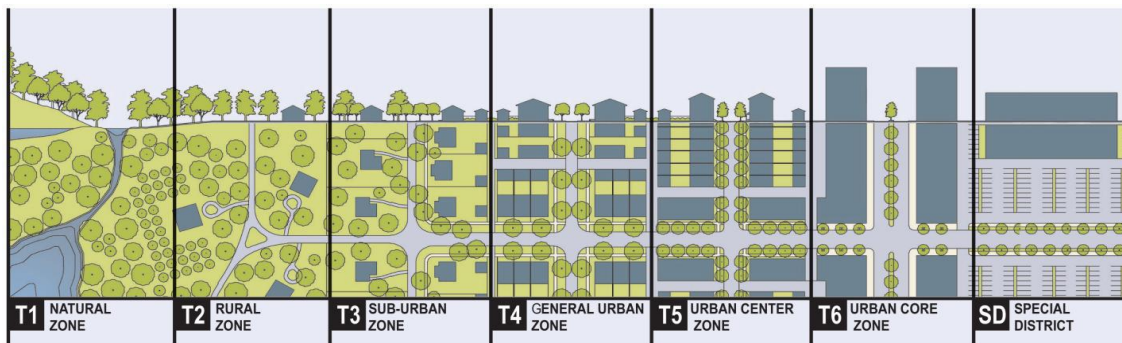 T1 NATURAL
ZONE
T2 RURAL
ZONE
T3 SUB-URBAN
ZONE
T4 GENERAL URBAN
ZONE
T5 URBAN CENTER
ZONE
T6 URBAN CORE
ZONE
SD SPECIAL
DISTRICT